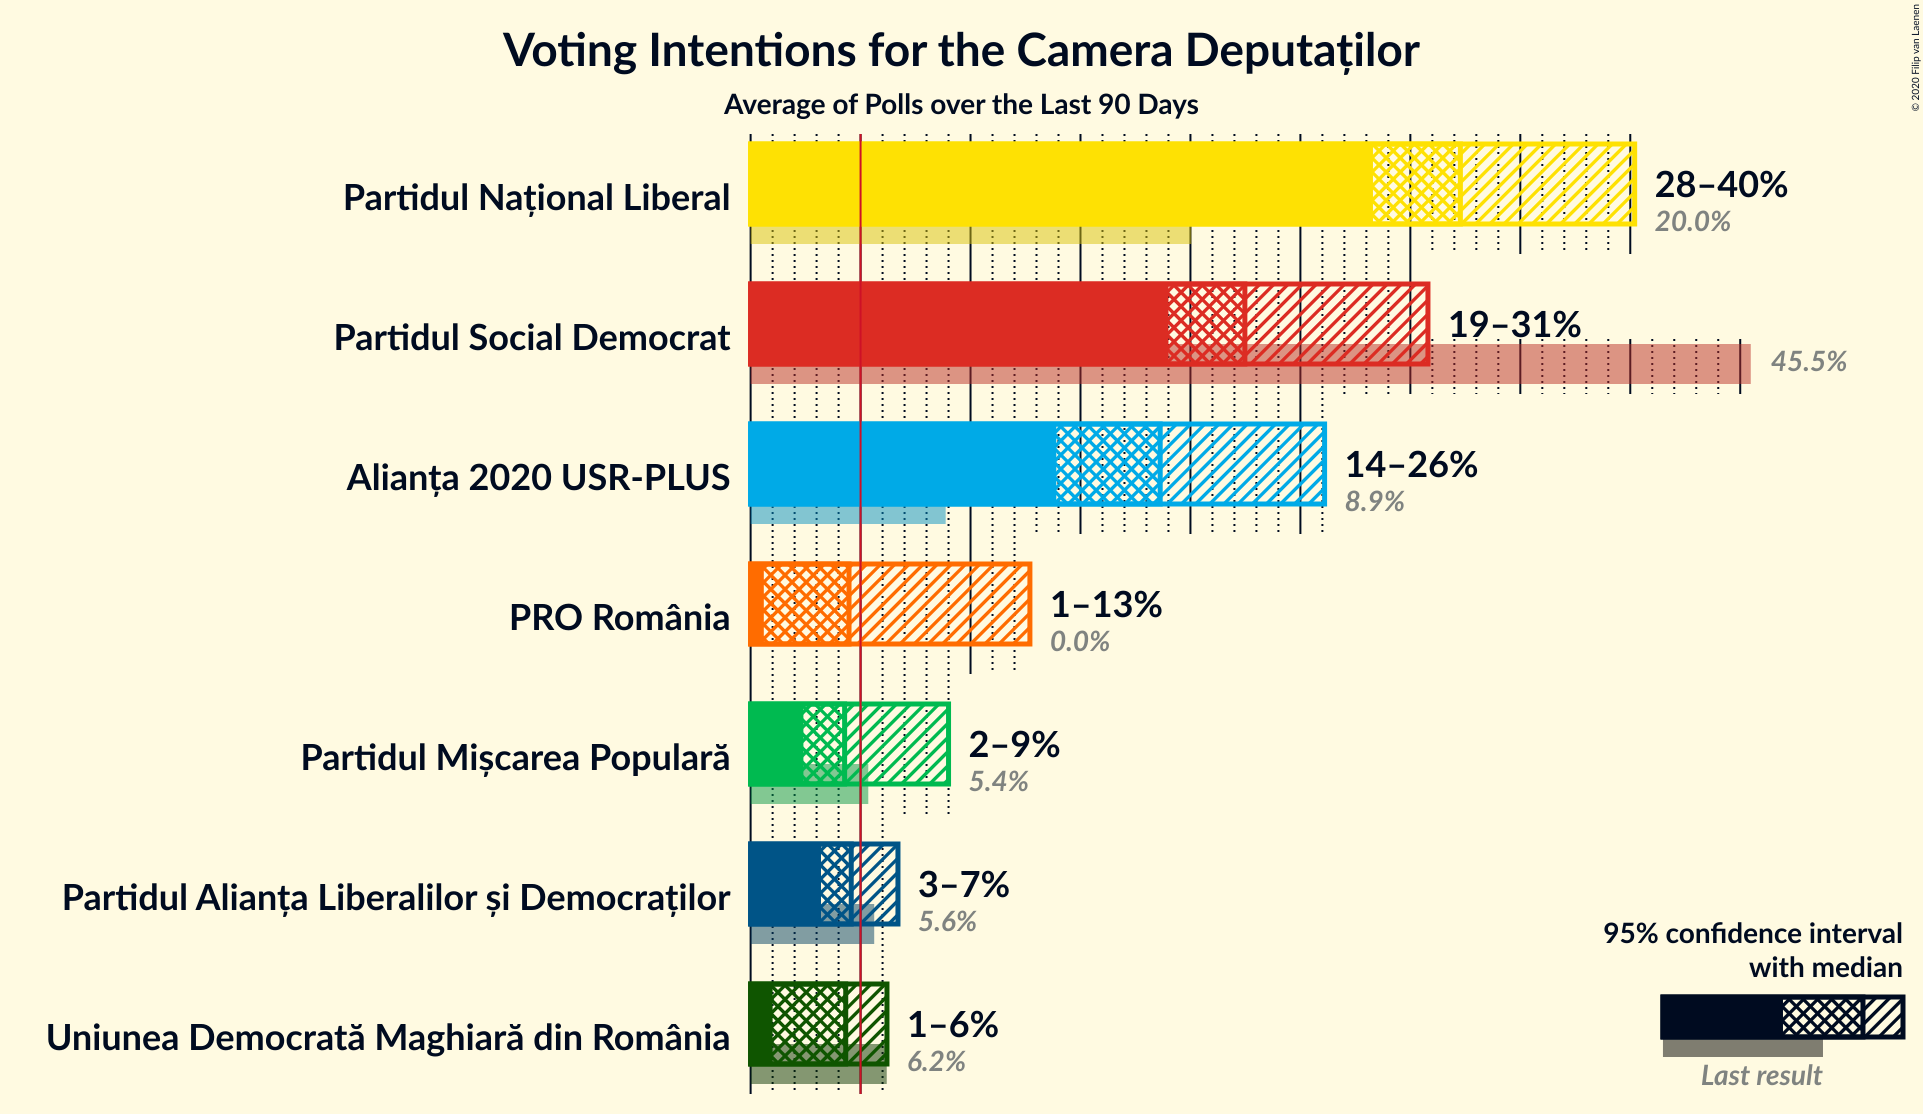 Voting Intentions for the Camera Deputaților
Average of Polls over the Last 90 Days
© 2020 Filip van Laenen
Partidul Național Liberal
28–40%
20.0%
Partidul Social Democrat
19–31%
45.5%
Alianța 2020 USR-PLUS
14–26%
8.9%
PRO România
1–13%
0.0%
Partidul Mișcarea Populară
2–9%
5.4%
Partidul Alianța Liberalilor și Democraților
3–7%
5.6%
Uniunea Democrată Maghiară din România
1–6%
6.2%
95% confidence interval
with median
Last result